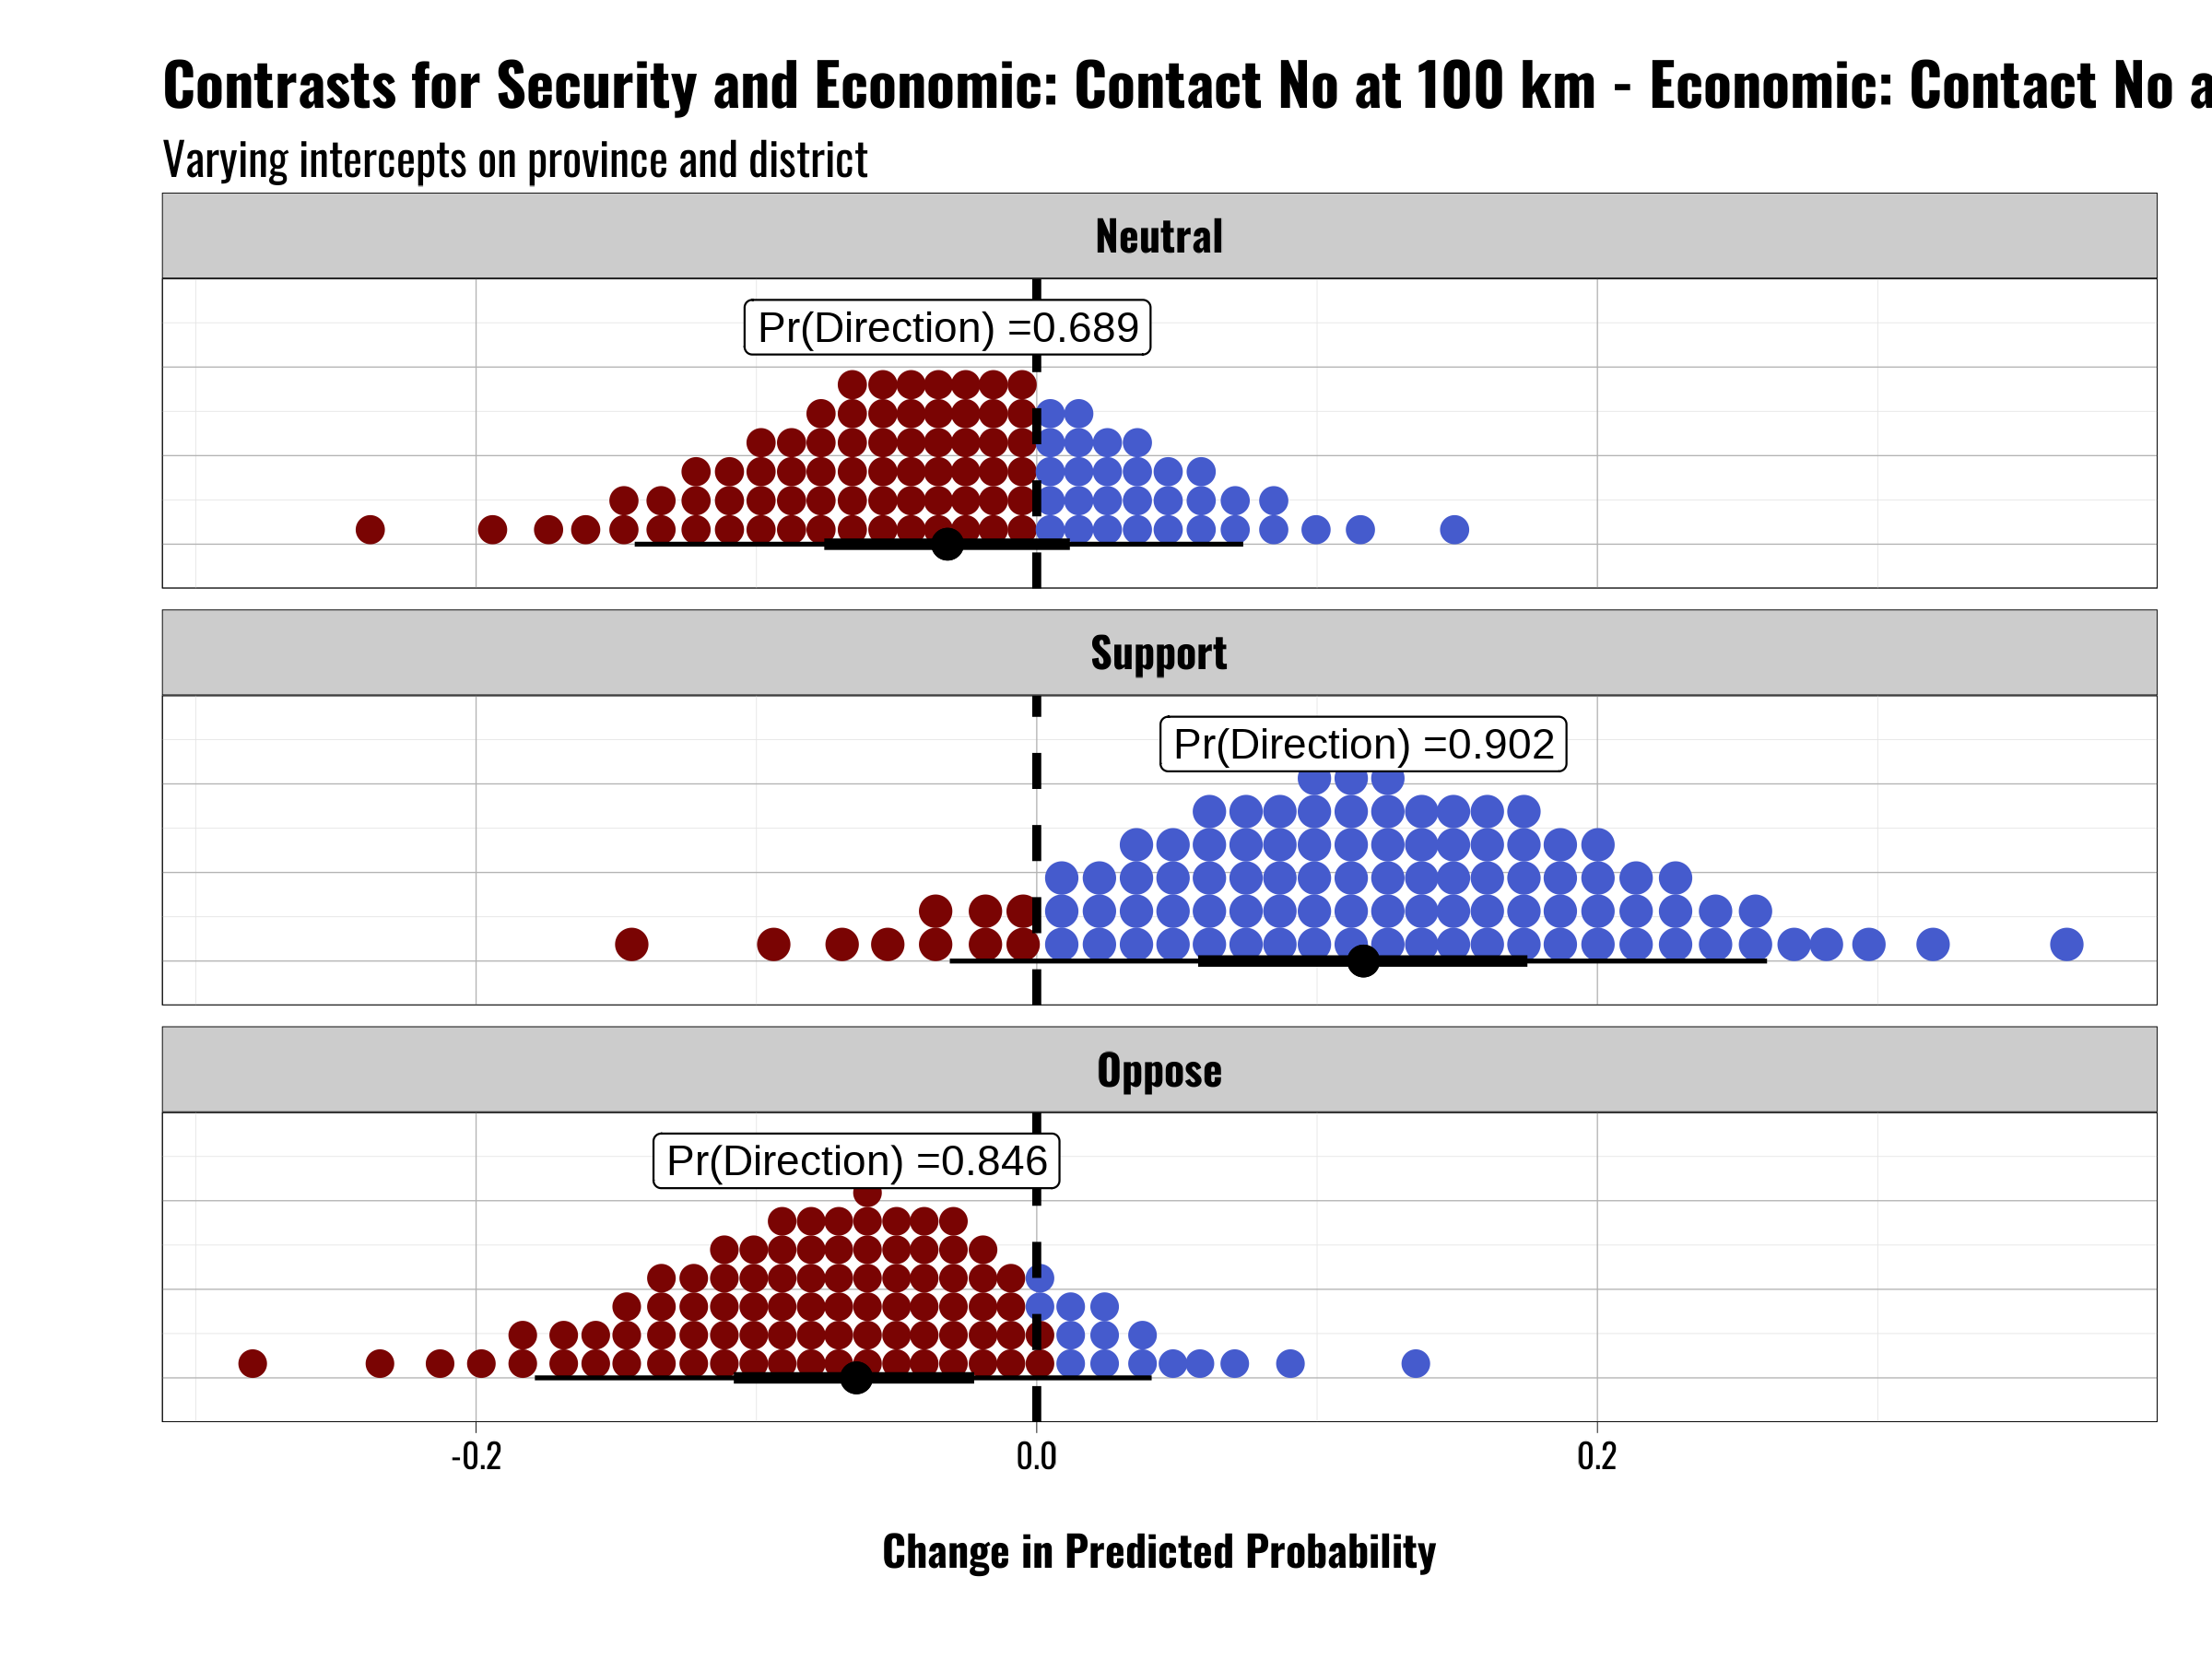 Contrasts for Security and Economic: Contact No at 100 km - Economic: Contact No a
Varying intercepts on province and district
Neutral
Pr(Direction) =0.689
Support
Pr(Direction) =0.902
Oppose
Pr(Direction) =0.846
-0.2 0.0 0.2
Change in Predicted Probability